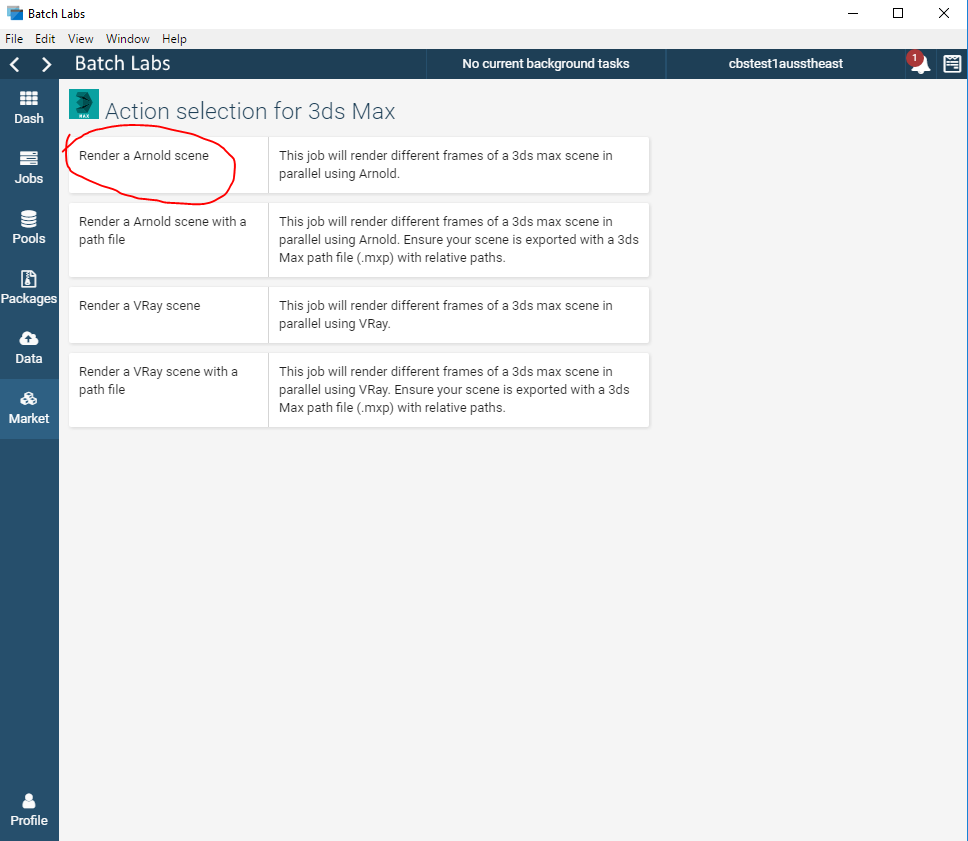 Batch Labs
File Edit View Window Help
Batch Labs
No current background tasks
cbstest1ausstheast
1
Dash
Jobs
Pools
Packages
Data
Market
Profile
MAX
Action selection for 3ds Max
Render a Arnold scene
This job will render different frames of a 3ds max scene in
parallel using Arnold.
Render a Arnold scene with a
path file
This job will render different frames of a 3ds max scene in
parallel using Arnold. Ensure your scene is exported with a 3ds
Max path file (.mxp) with relative paths.
Render a VRay scene
This job will render different frames of a 3ds max scene in
parallel using VRay.
Render a VRay scene with a
path file
This job will render different frames of a 3ds max scene in
parallel using VRay. Ensure your scene is exported with a 3ds
Max path file (.mxp) with relative paths.